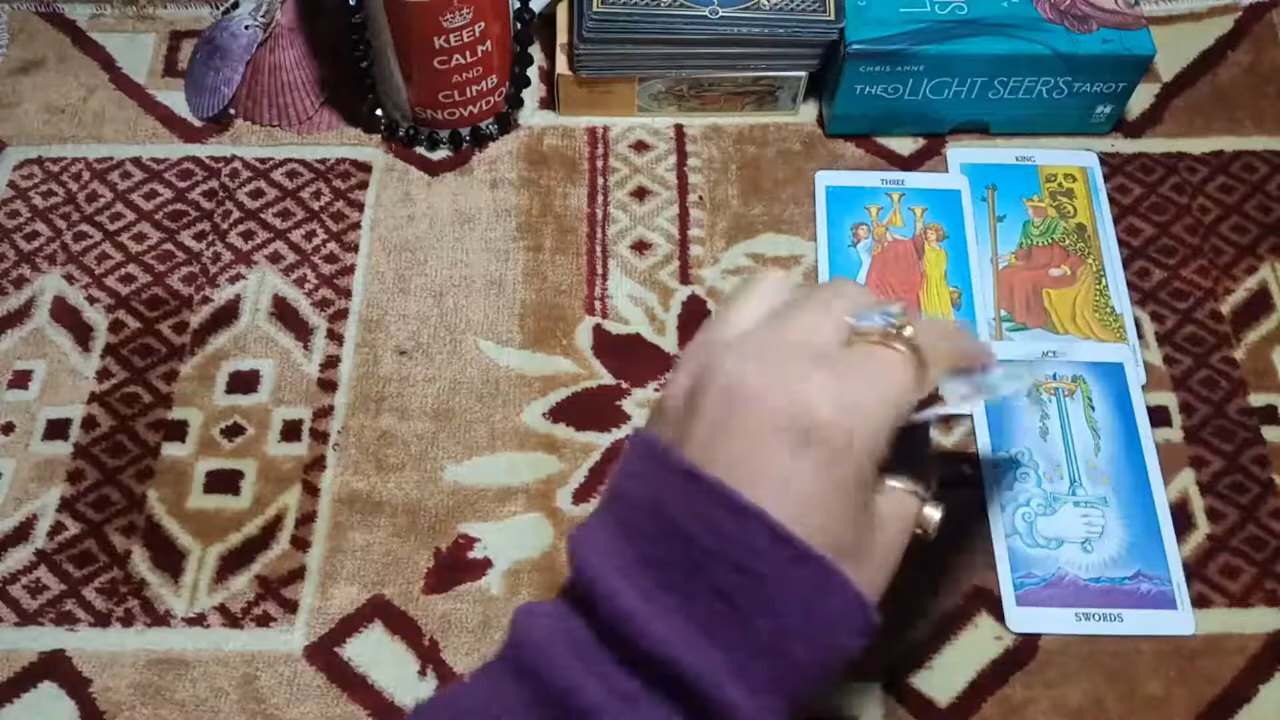 KEEP
CALM
AND
CLIMB
SNOWDO
CHRIS ANNE
THE LIGHT SEER'S TAROT
THREE
KING
ACE
SWORDS